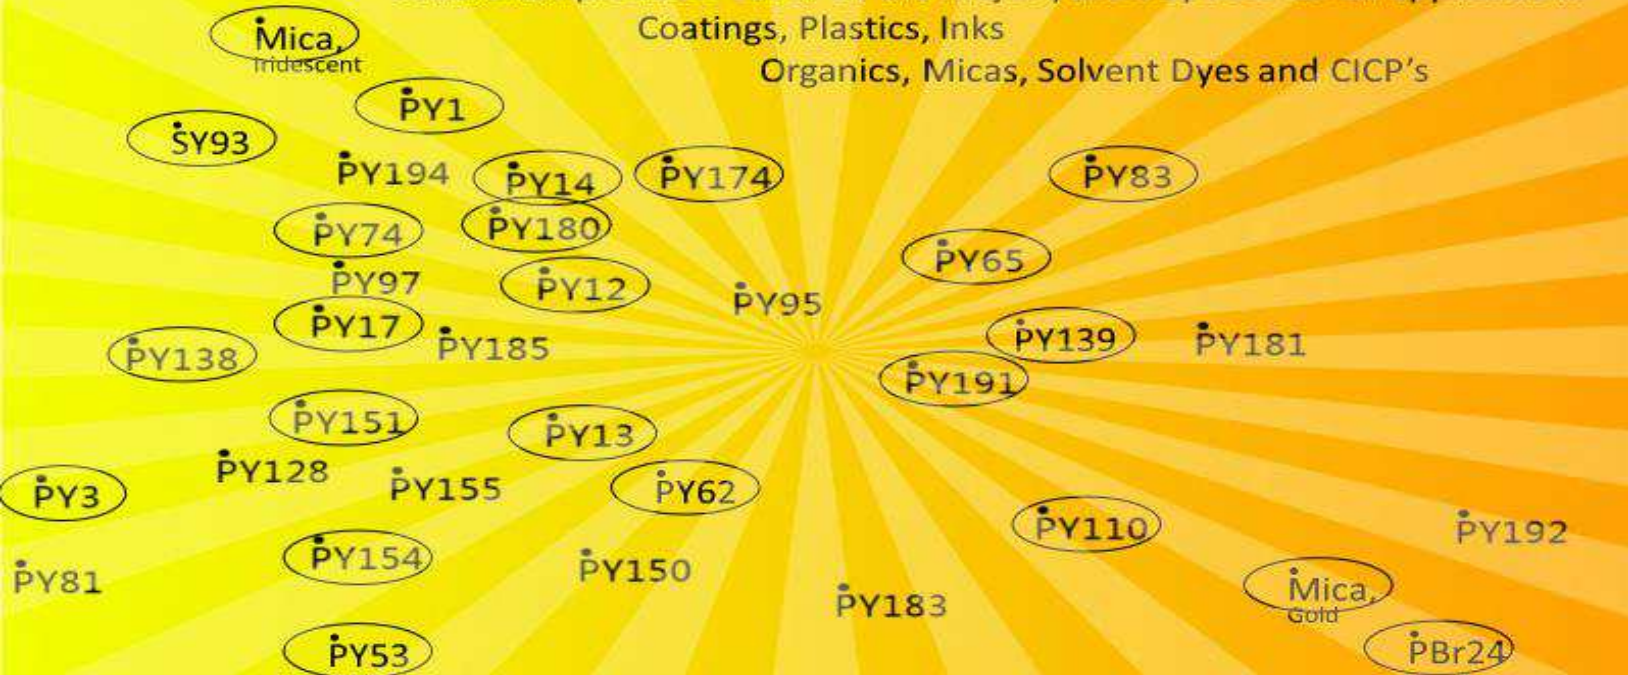 Coatings, Plastics, Inks
Organics, Micas, Solvent Dyes and CICP's
Mica,
Iridescent
PY1
SY93
PY194
PY14
PY174
PY83
PY74
PY180
PY97
PY12
PY65
PY95
PY17
PY185
PY139
PY181
PY138
PY191
PY151
PY13
PY128
PY155
PY62
PY3
PY110
PY192
PY154
PY150
PY81
Mica,
Gold
PY183
PY53
PBr24